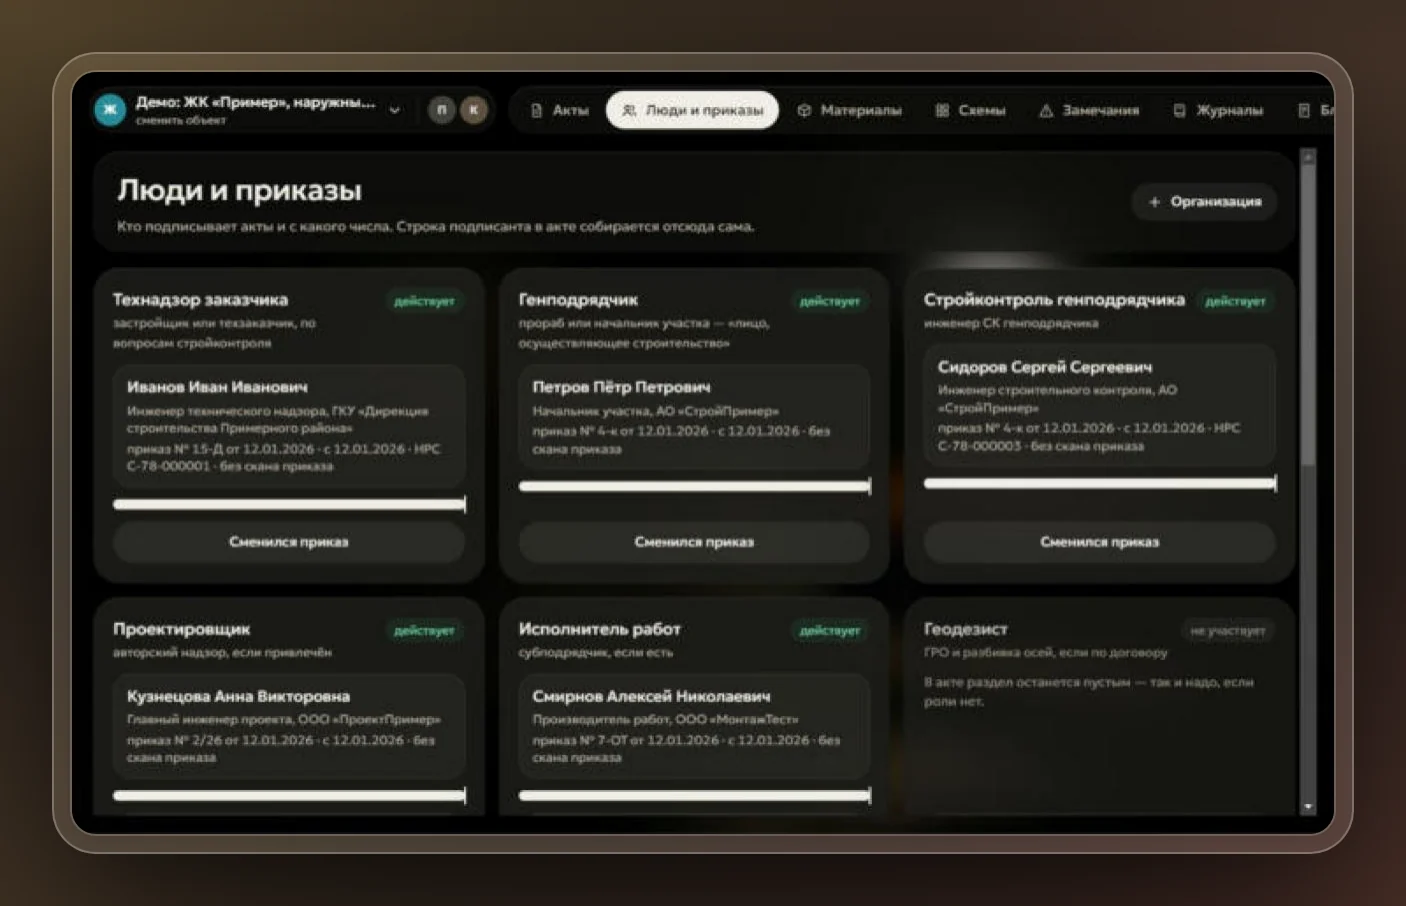 Ж
Демо: ЖК «Пример», наружны...
сменить объект
П
К
Акты
Люди и приказы
Материалы
Схемы
Замечания
Журналы
Люди и приказы
Кто подписывает акты и с какого числа. Строка подписанта в акте собирается отсюда сама.
+ Организация
Технадзор заказчика
действует
застройщик или техзаказчик, по
вопросам стройконтроля
Иванов Иван Иванович
Инженер технического надзора, ГКУ «Дирекция
строительства Примерного района»
приказ № 15-Д от 12.01.2026 · с 12.01.2026 · НРС
С-78-000001 · без скана приказа
Сменился приказ
Генподрядчик
действует
прораб или начальник участка — «лицо,
осуществляющее строительство»
Петров Пётр Петрович
Начальник участка, АО «СтройПример»
приказ № 4-к от 12.01.2026 · с 12.01.2026 · без
скана приказа
Сменился приказ
Стройконтроль генподрядчика
действует
инженер СК генподрядчика
Сидоров Сергей Сергеевич
Инженер строительного контроля, АО
«СтройПример»
приказ № 4-к от 12.01.2026 · с 12.01.2026 · НРС
С-78-000003 · без скана приказа
Сменился приказ
Проектировщик
действует
авторский надзор, если привлечён
Кузнецова Анна Викторовна
Главный инженер проекта, ООО «ПроектПример»
приказ № 2/26 от 12.01.2026 · с 12.01.2026 · без
скана приказа
Исполнитель работ
действует
субподрядчик, если есть
Смирнов Алексей Николаевич
Производитель работ, ООО «МонтажТест»
приказ № 7-ОТ от 12.01.2026 · с 12.01.2026 · без
скана приказа
Геодезист
не участвует
ГРО и разбивка осей, если по договору
В акте раздел останется пустым — так и надо, если
роли нет.